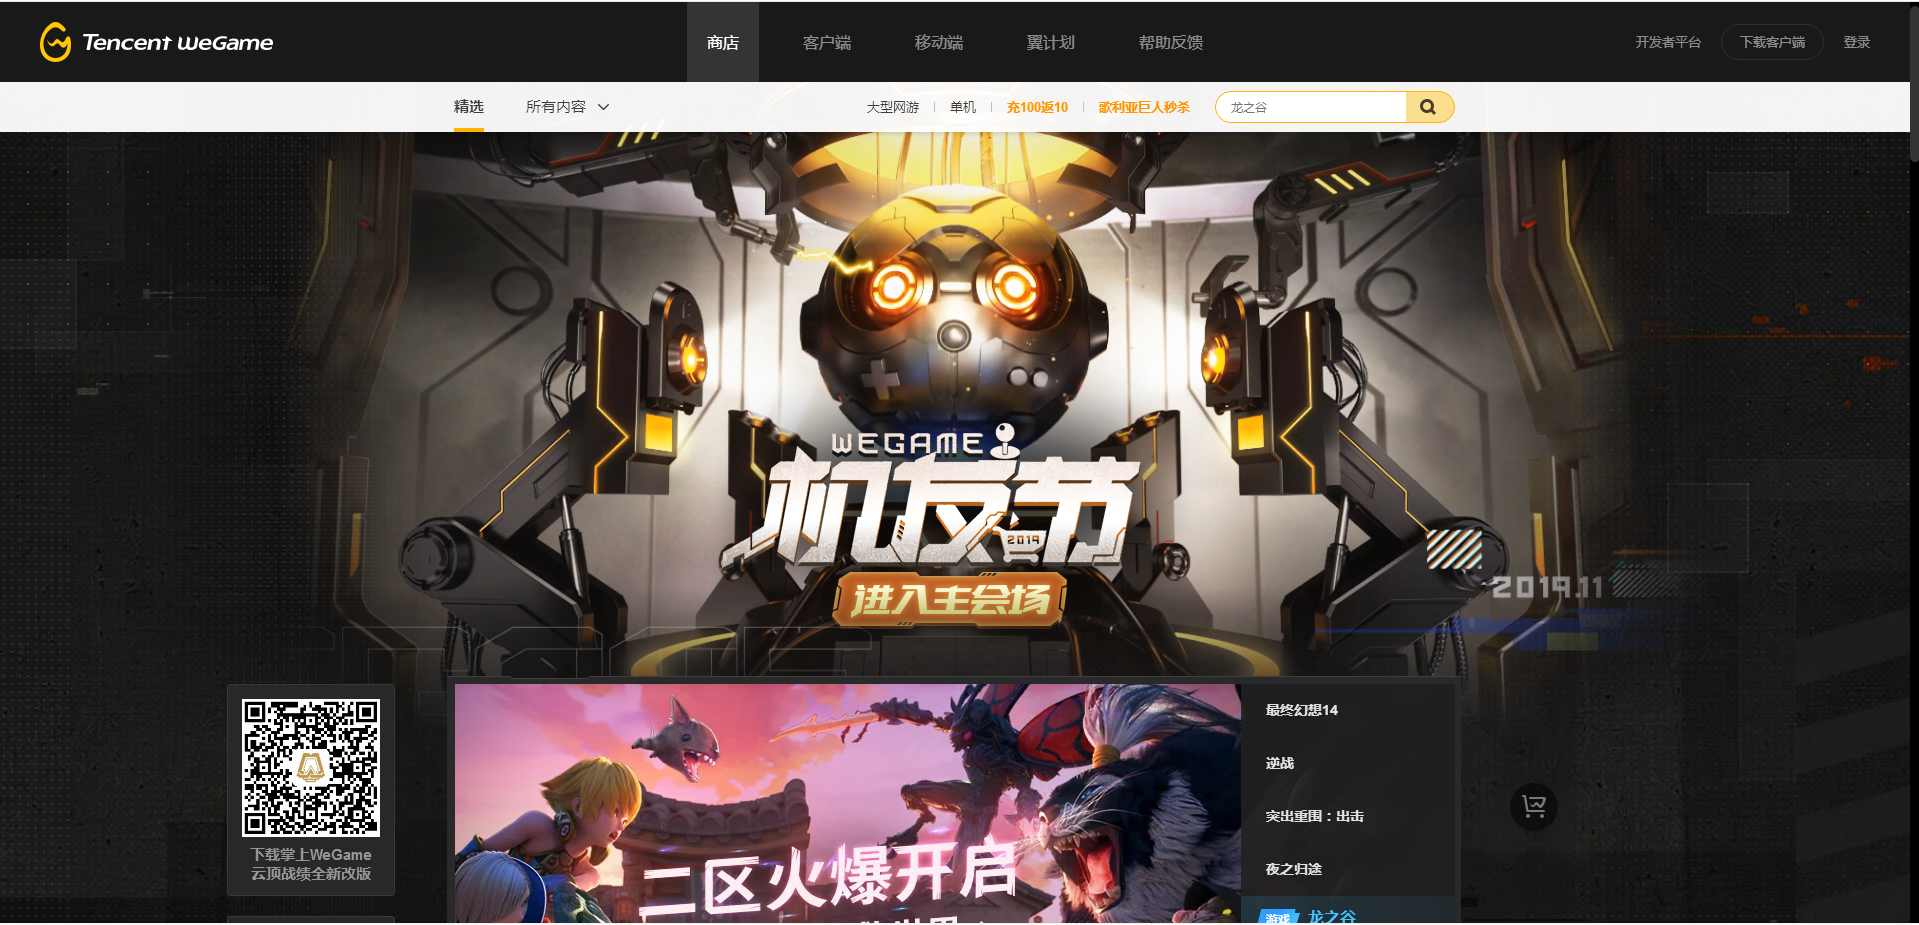 Tencent WeGame
商店
客户端
移动端
翼计划
帮助反馈
开发者平台
下载客户端
登录
精选
所有内容
大型网游
单机
充100返10
歌利亚巨人秒杀
龙之谷
WEGAME
机友节
2019
进入主会场
2019.11
最终幻想14
逆战
突出重围：出击
夜之归途
游戏 龙之谷
下载掌上WeGame
云顶战绩全新改版
二区火爆开启